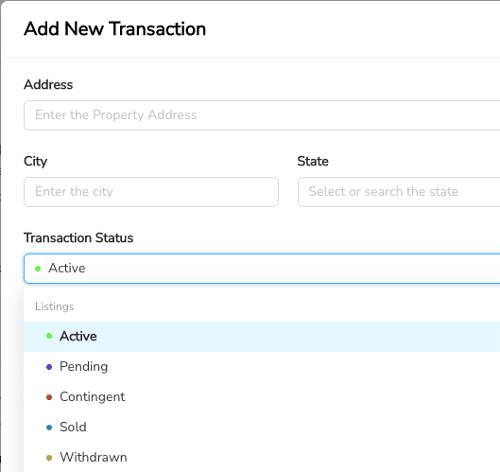 Add New Transaction
Address
Enter the Property Address
City State
Enter the city Select or search the state
Transaction Status
Active
Listings
Active
Pending
Contingent
Sold
Withdrawn